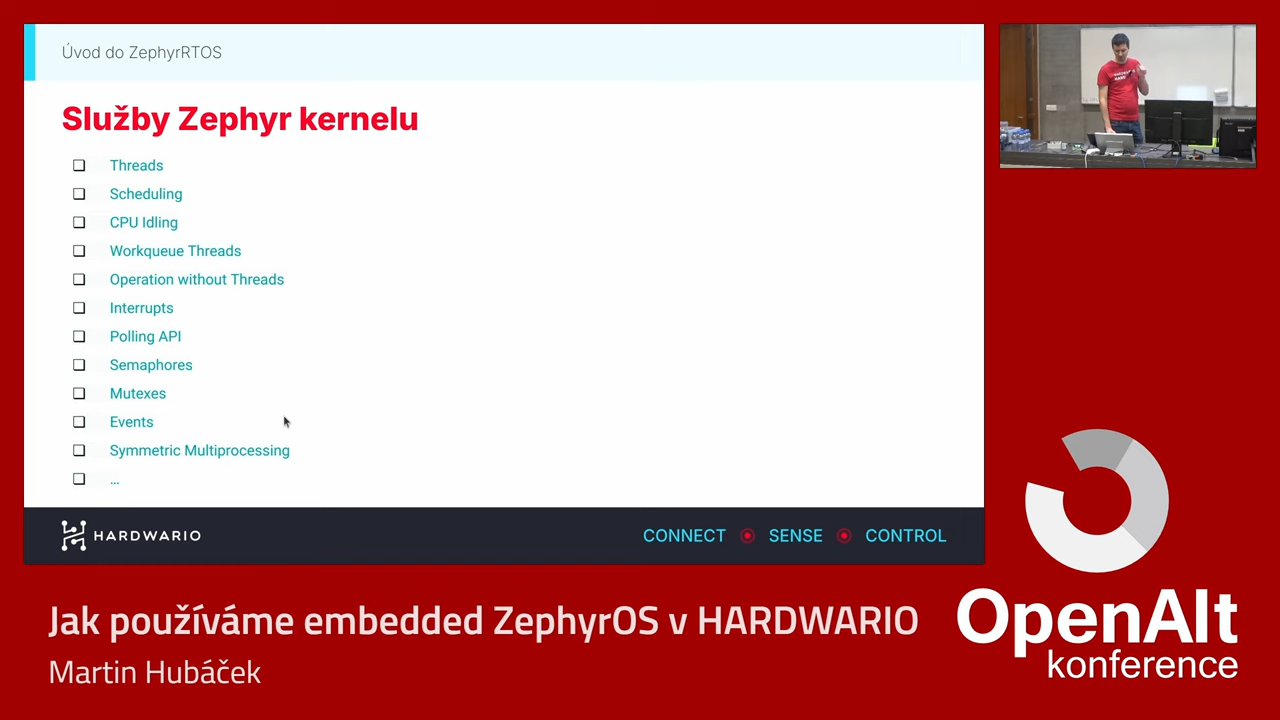 Úvod do ZephyrRTOS
Služby Zephyr kernelu
Threads
Scheduling
CPU Idling
Workqueue Threads
Operation without Threads
Interrupts
Polling API
Semaphores
Mutexes
Events
Symmetric Multiprocessing
...
HARDWARIO
CONNECT SENSE CONTROL
Jak používáme embedded ZephyrOS v HARDWARIO
Martin Hubáček
OpenAlt
konference